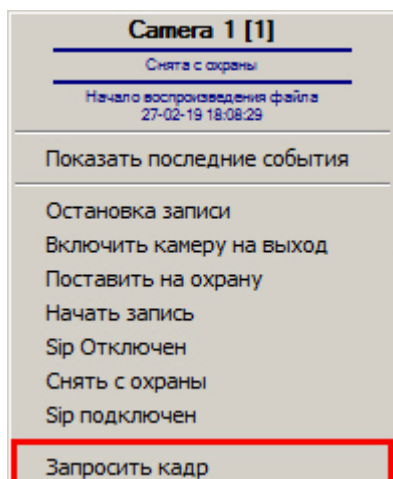 Camera 1 [1]
Снята с охраны
Начало воспроизведения файла
27-02-19 18:08:29
Показать последние события
Остановка записи
Включить камеру на выход
Поставить на охрану
Начать запись
Sip Отключен
Снять с охраны
Sip подключен
Запросить кадр